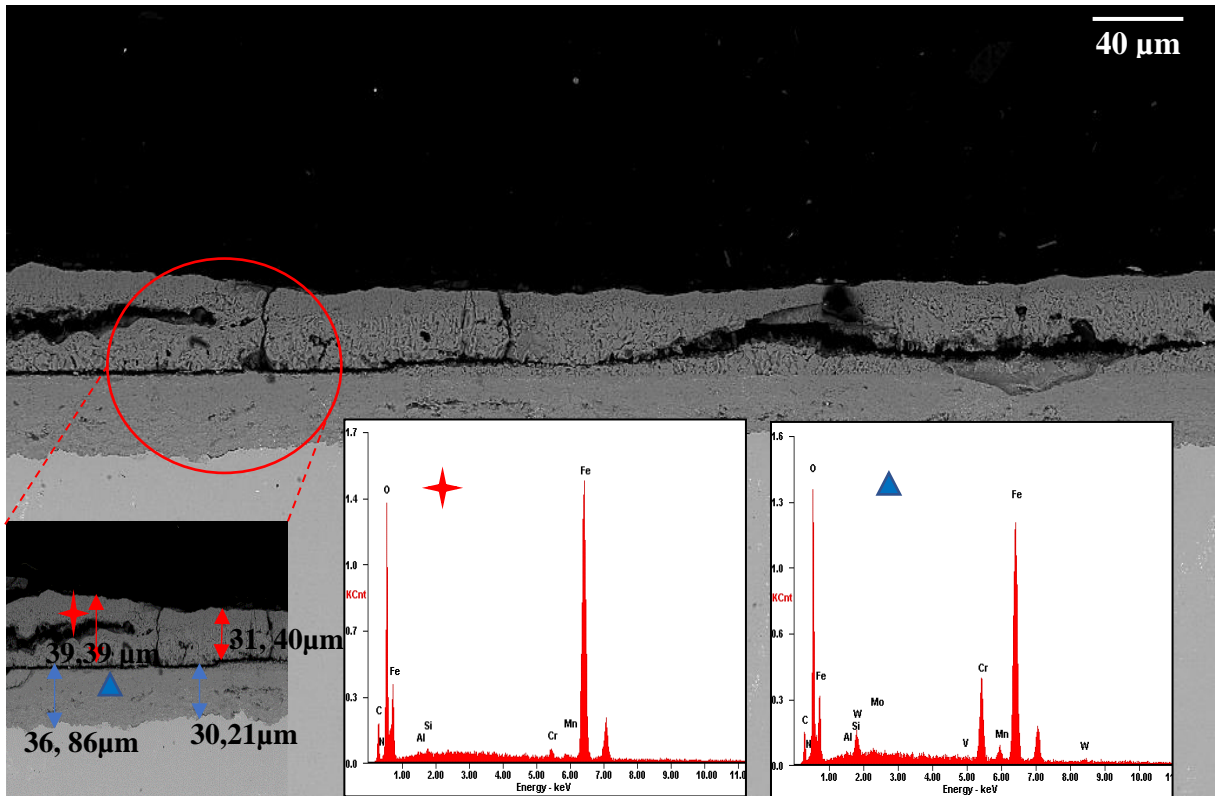 40 µm
1.7
1.4
1.0
KCnt
0.7
0.3
0.0
O
Fe
C
N
Fe
Si
Al
Cr
Mn
1.00 2.00 3.00 4.00 5.00 6.00 7.00 8.00 9.00 10.00 11.0
Energy - keV
1.6
1.3
1.0
KCnt
0.6
0.3
0.0
O
Fe
C
N
Fe
W
Si
Al
Mo
V
Cr
Mn
W
1.00 2.00 3.00 4.00 5.00 6.00 7.00 8.00 9.00 10.00 1
Energy - keV
39,39 µm
31, 40µm
36, 86µm
30,21µm